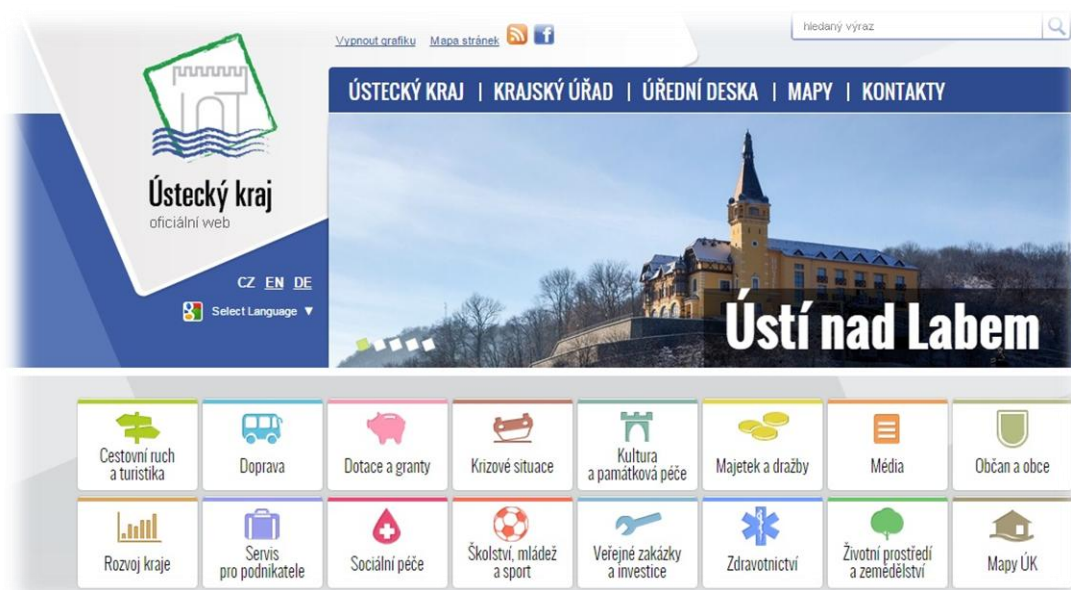 Vypnout grafiku Mapa stránek
hledaný výraz
ÚSTECKÝ KRAJ | KRAJSKÝ ÚŘAD | ÚŘEDNÍ DESKA | MAPY | KONTAKTY
Ústecký kraj
oficiální web
CZ EN DE
Select Language ▼
Ústí nad Labem
Cestovní ruch
a turistika
Doprava
Dotace a granty
Krizové situace
Kultura
a památková péče
Majetek a dražby
Média
Občan a obce
Rozvoj kraje
Servis
pro podnikatele
Sociální péče
Školství, mládež
a sport
Veřejné zakázky
a investice
Zdravotnictví
Životní prostředí
a zemědělství
Mapy ÚK